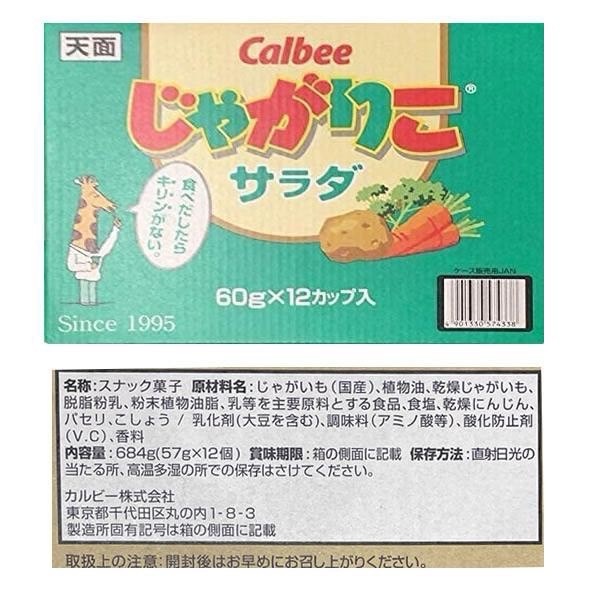 天面
Calbee
じゃがりこ®
サラダ
食べだしたら
キリンがない。
60g×12カップ入
Since 1995
ケース販売用JAN
4 901330 574338
名称:スナック菓子 原材料名:じゃがいも(国産)、植物油、乾燥じゃがいも、
脱脂粉乳、粉末植物油脂、乳等を主要原料とする食品、食塩、乾燥にんじん、
パセリ、こしょう / 乳化剤(大豆を含む)、調味料(アミノ酸等)、酸化防止剤
(V.C)、香料
内容量:684g(57g×12個) 賞味期限:箱の側面に記載 保存方法:直射日光の
当たる所、高温多湿の所での保存はさけてください。
カルビー株式会社
東京都千代田区丸の内1-8-3
製造所固有記号は箱の側面に記載
取扱上の注意:開封後はお早めにお召し上がりください。